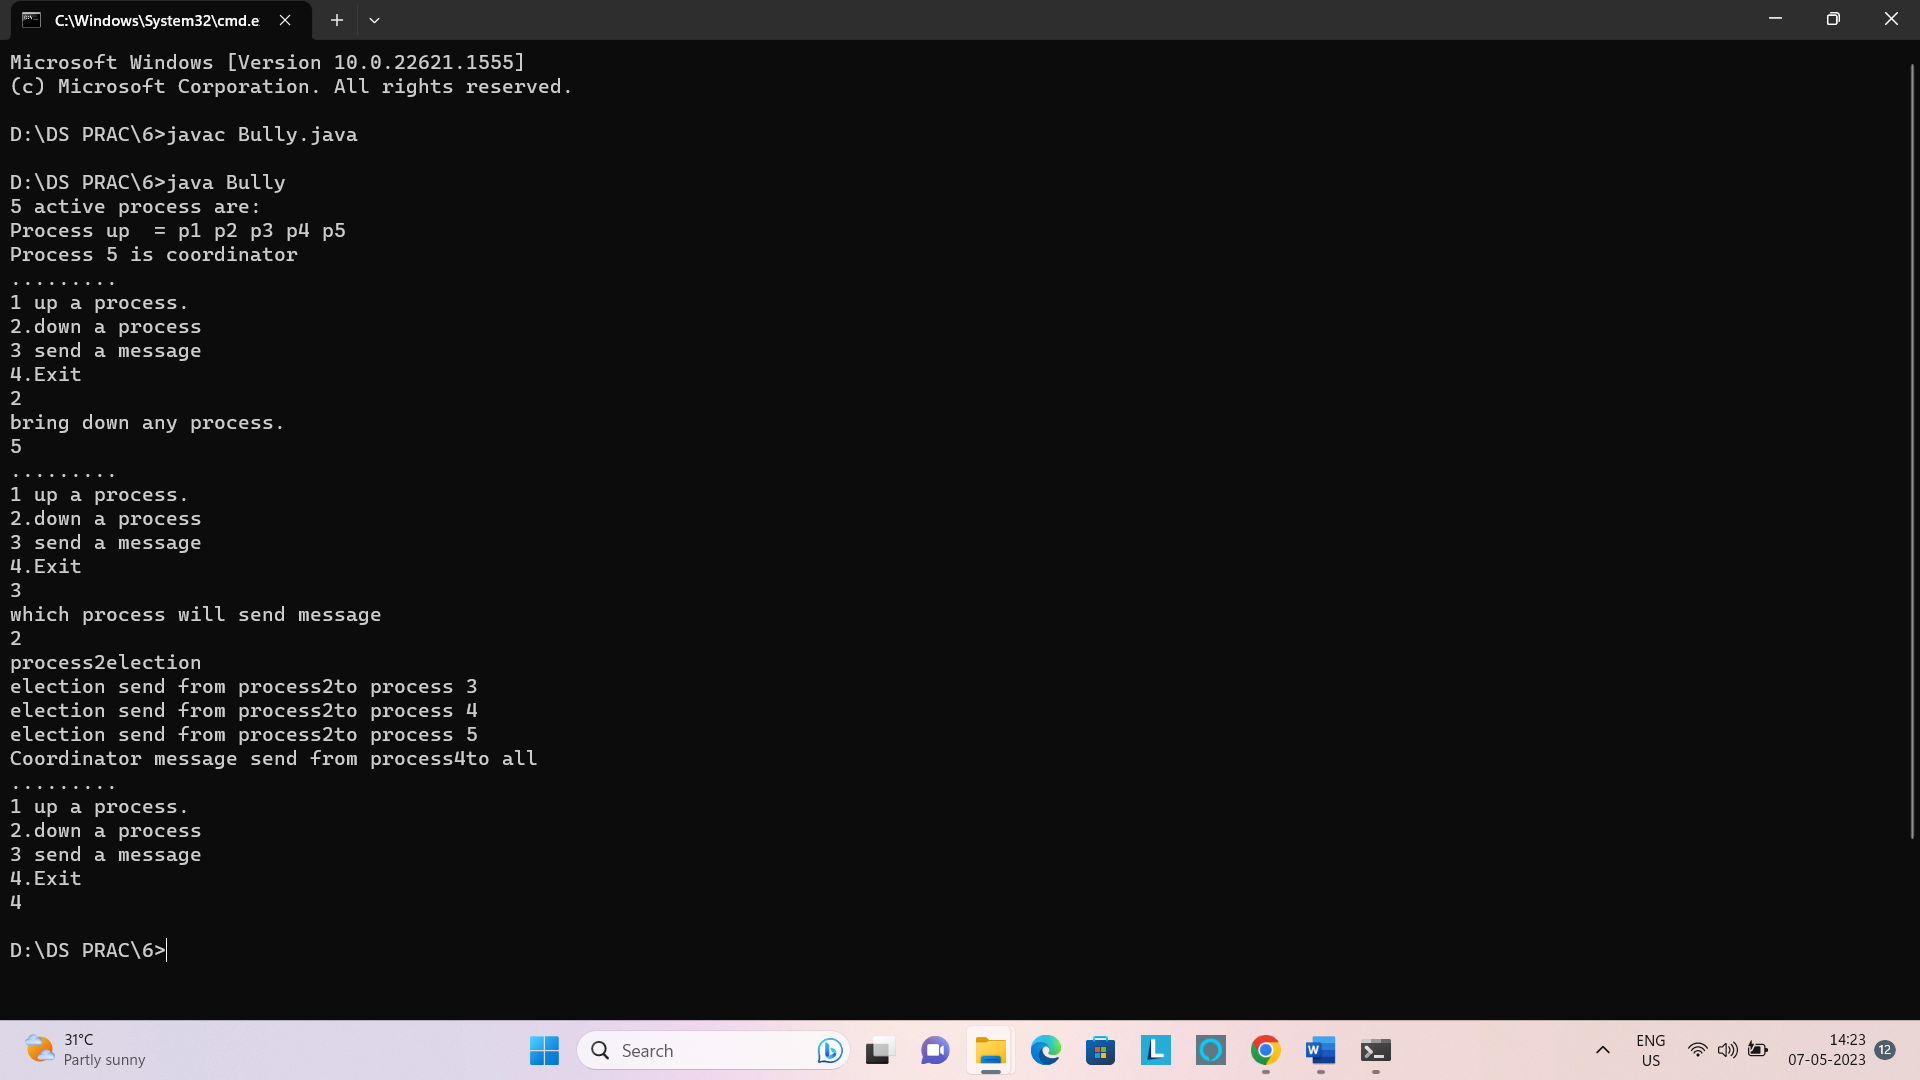 C:\Windows\System32\cmd.e
Microsoft Windows [Version 10.0.22621.1555]
(c) Microsoft Corporation. All rights reserved.
D:\DS PRAC\6>javac Bully.java
D:\DS PRAC\6>java Bully
5 active process are:
Process up  = p1 p2 p3 p4 p5
Process 5 is coordinator
.........
1 up a process.
2.down a process
3 send a message
4.Exit
2
bring down any process.
5
.........
1 up a process.
2.down a process
3 send a message
4.Exit
3
which process will send message
2
process2election
election send from process2to process 3
election send from process2to process 4
election send from process2to process 5
Coordinator message send from process4to all
.........
1 up a process.
2.down a process
3 send a message
4.Exit
4
D:\DS PRAC\6>
31°C
Partly sunny
Search
ENG
US
14:23
07-05-2023
12